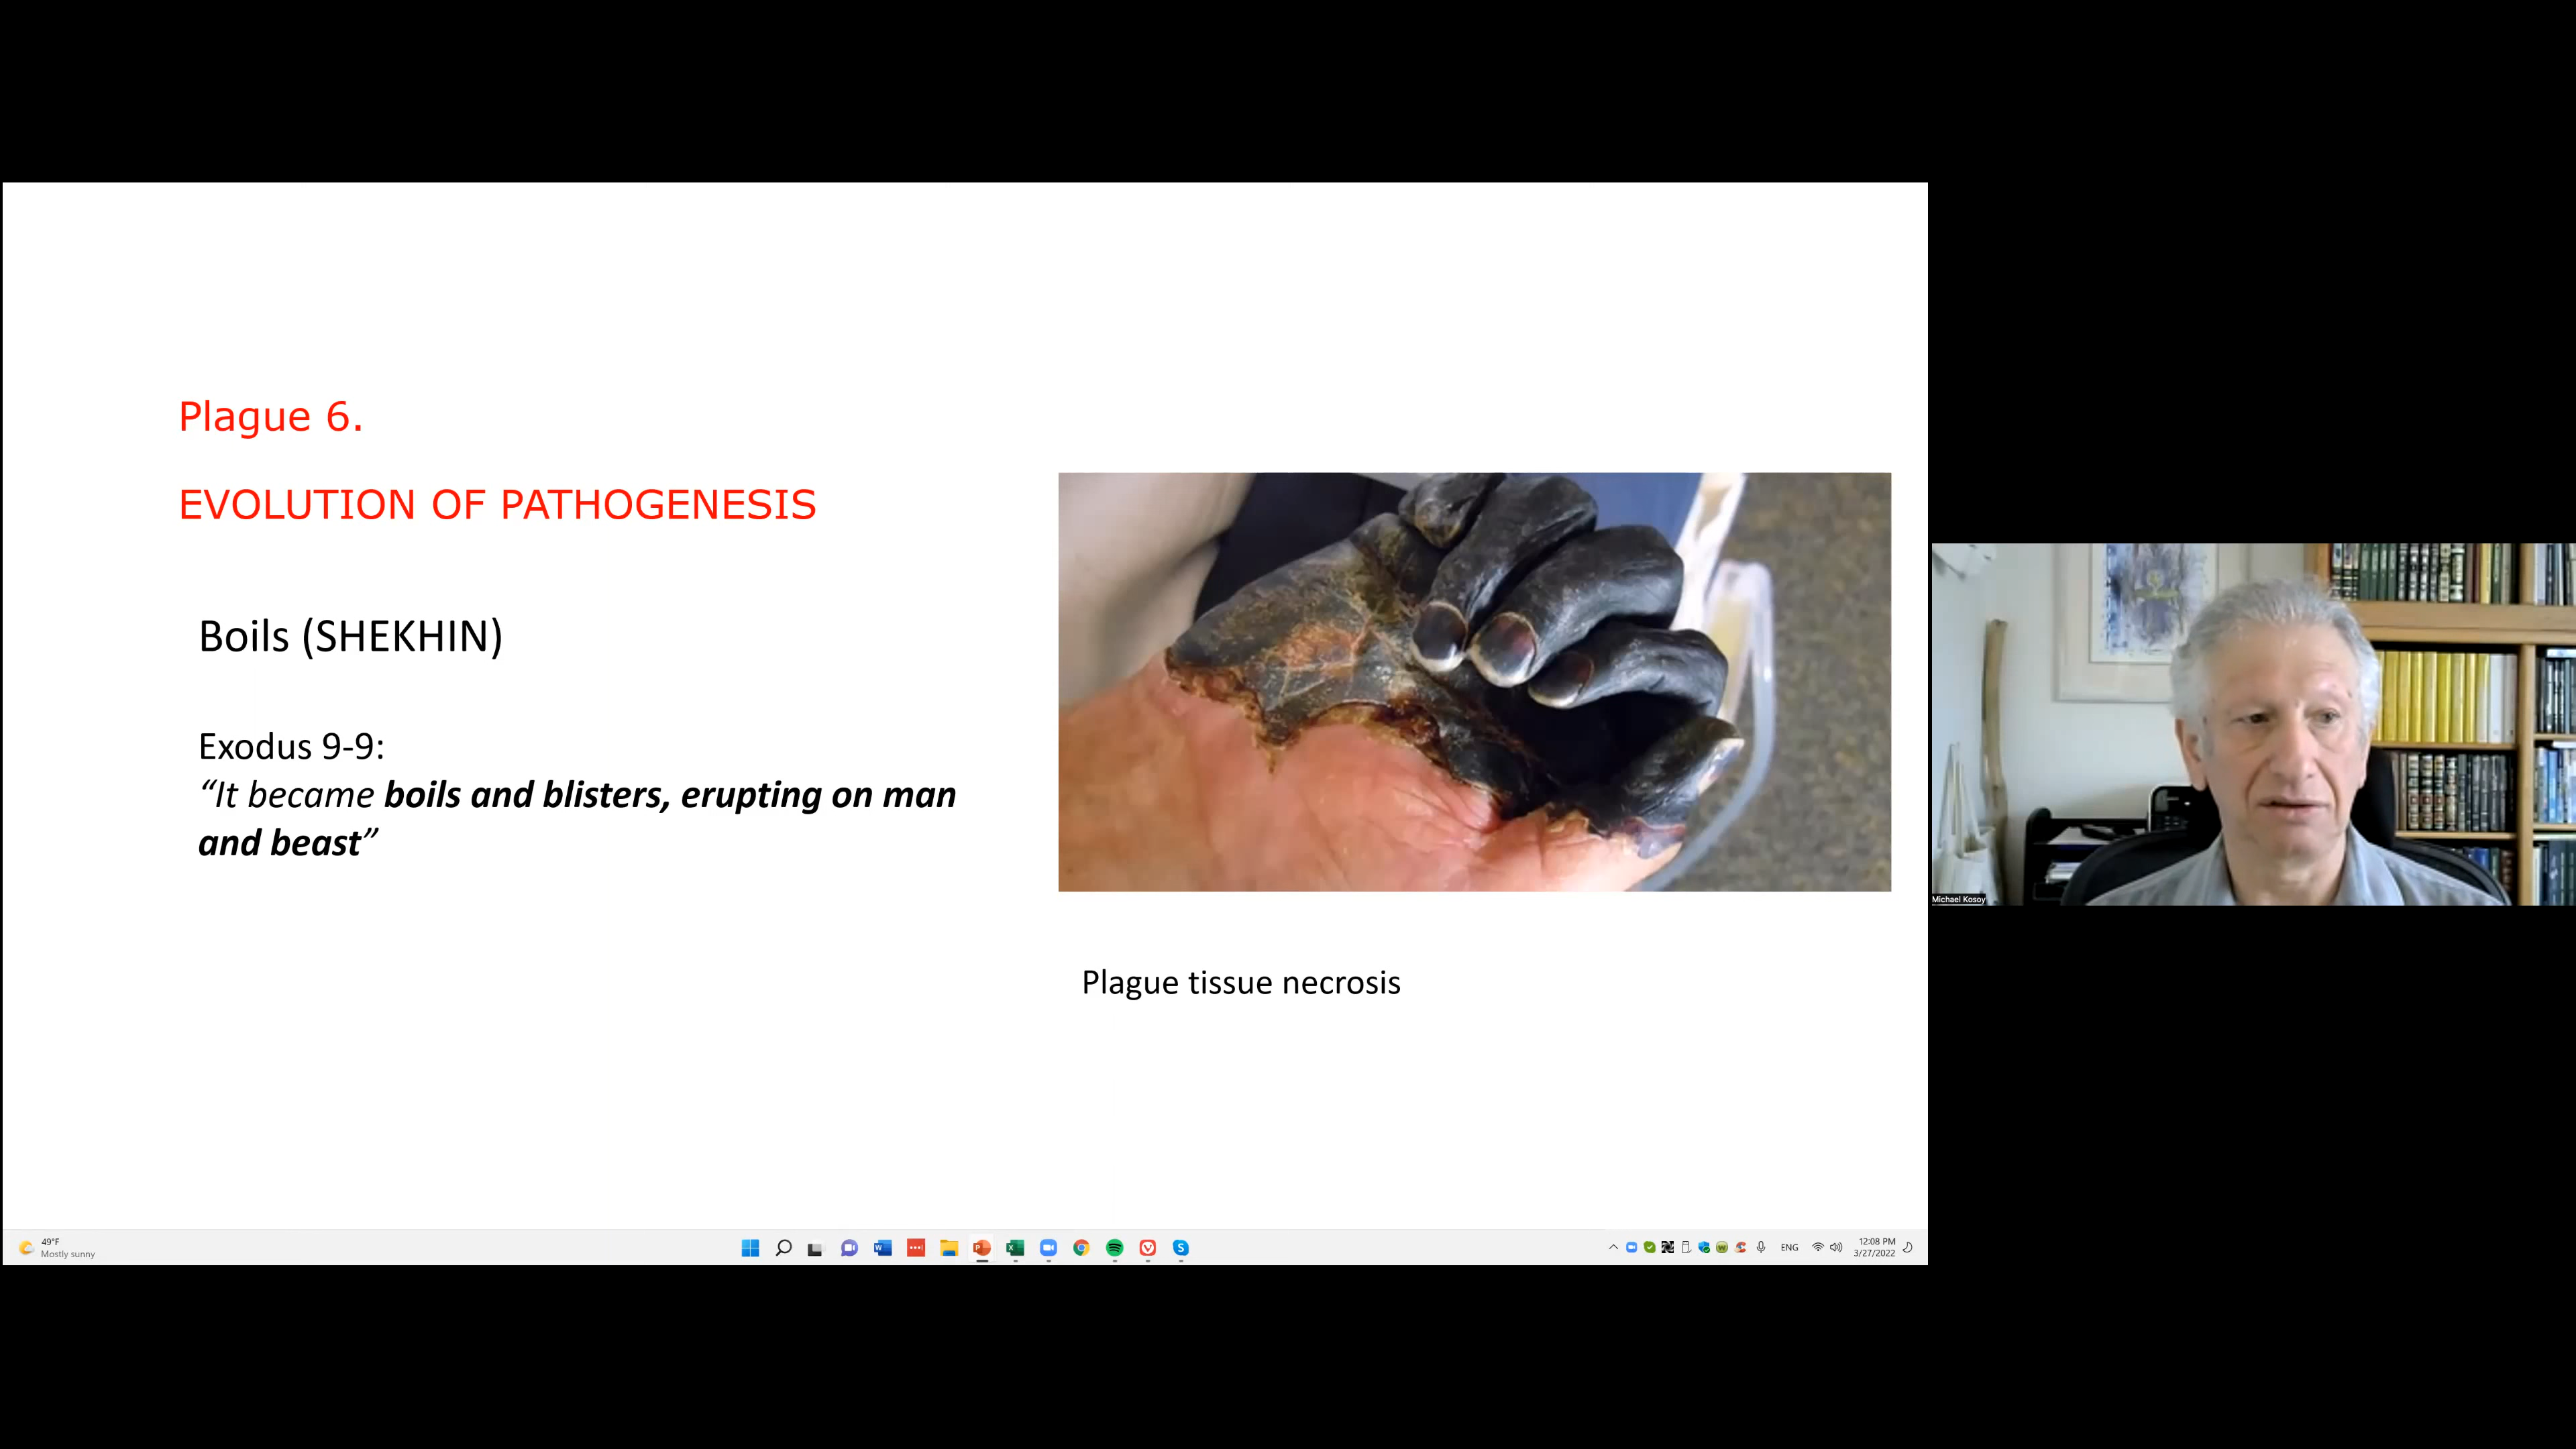 Plague 6.
EVOLUTION OF PATHOGENESIS
Boils (SHEKHIN)
Exodus 9-9:
“It became boils and blisters, erupting on man
and beast”
Plague tissue necrosis
Michael Kosoy
49°F
Mostly sunny
ENG
12:08 PM
3/27/2022